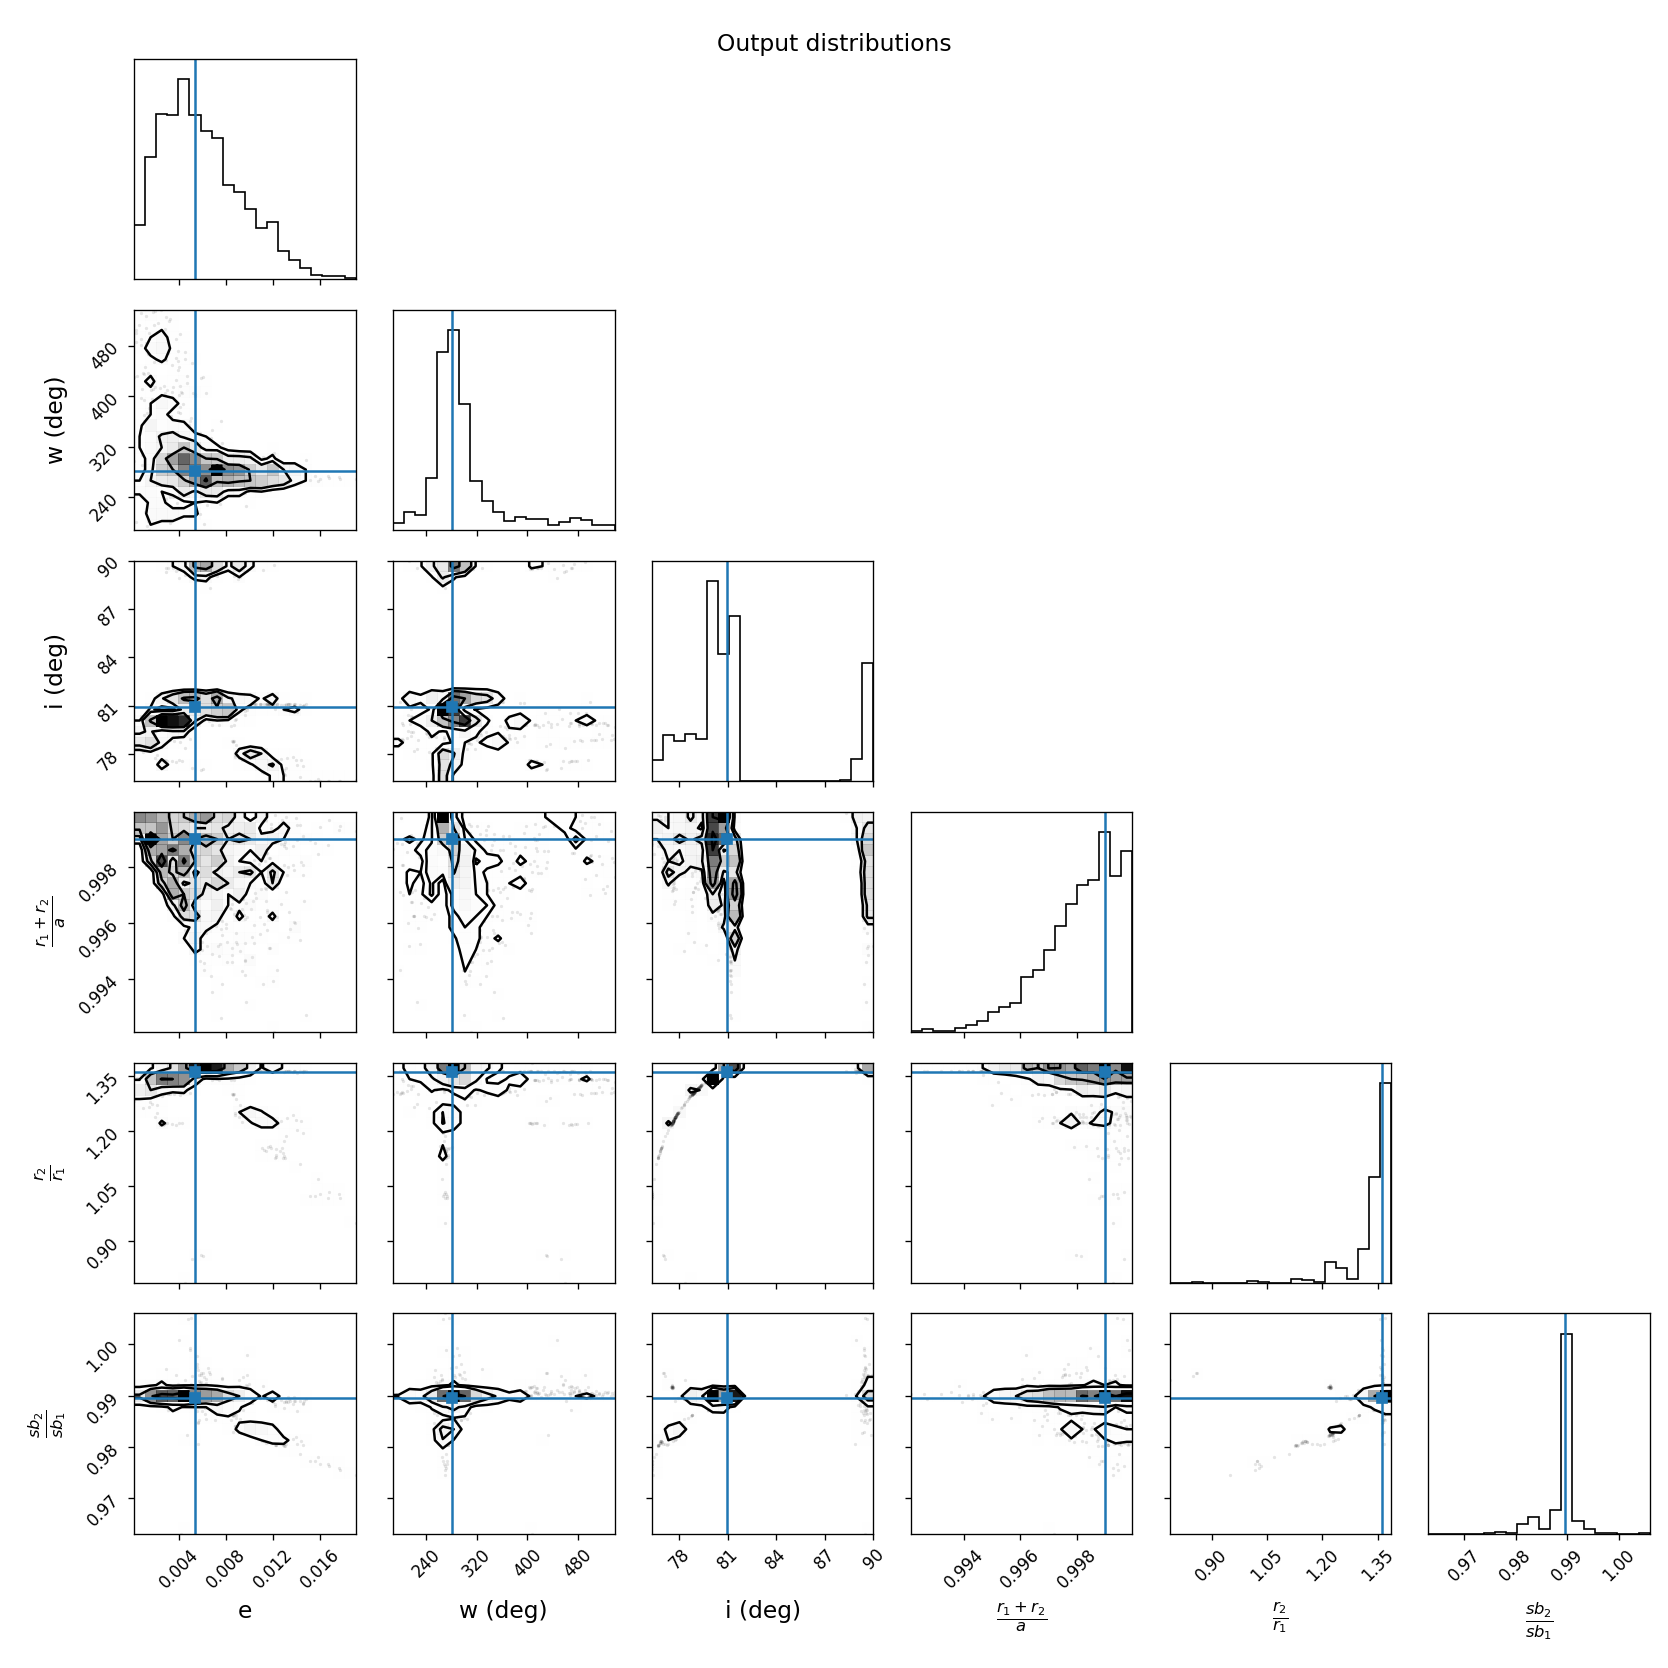 Output distributions
w (deg)
480
400
320
240
i (deg)
90
87
84
81
78
r₁ + r₂
a
0.998
0.996
0.994
r₂
r₁
1.35
1.20
1.05
0.90
sb₂
sb₁
1.00
0.99
0.98
0.97
0.004 0.008 0.012 0.016
240 320 400 480
78 81 84 87 90
0.994 0.996 0.998
0.90 1.05 1.20 1.35
0.97 0.98 0.99 1.00
e
w (deg)
i (deg)
r₁ + r₂
a
r₂
r₁
sb₂
sb₁